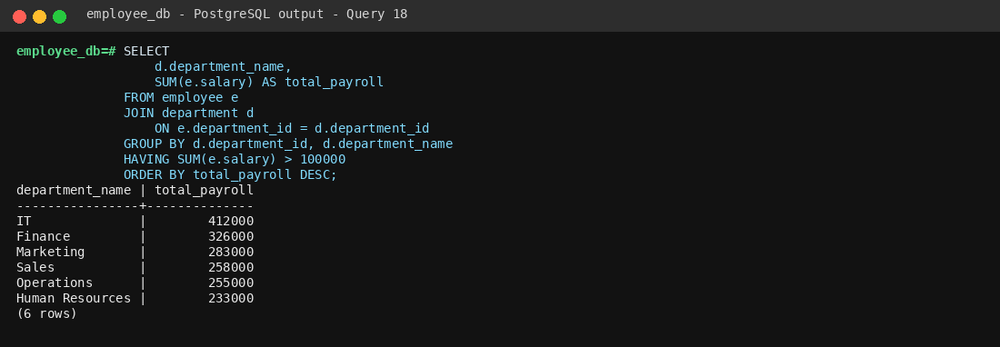 employee_db - PostgreSQL output - Query 18
employee_db=# SELECT
                    d.department_name,
                    SUM(e.salary) AS total_payroll
                FROM employee e
                JOIN department d
                    ON e.department_id = d.department_id
                GROUP BY d.department_id, d.department_name
                HAVING SUM(e.salary) > 100000
                ORDER BY total_payroll DESC;
department_name | total_payroll
----------------+--------------
IT              |        412000
Finance         |        326000
Marketing       |        283000
Sales           |        258000
Operations      |        255000
Human Resources |        233000
(6 rows)